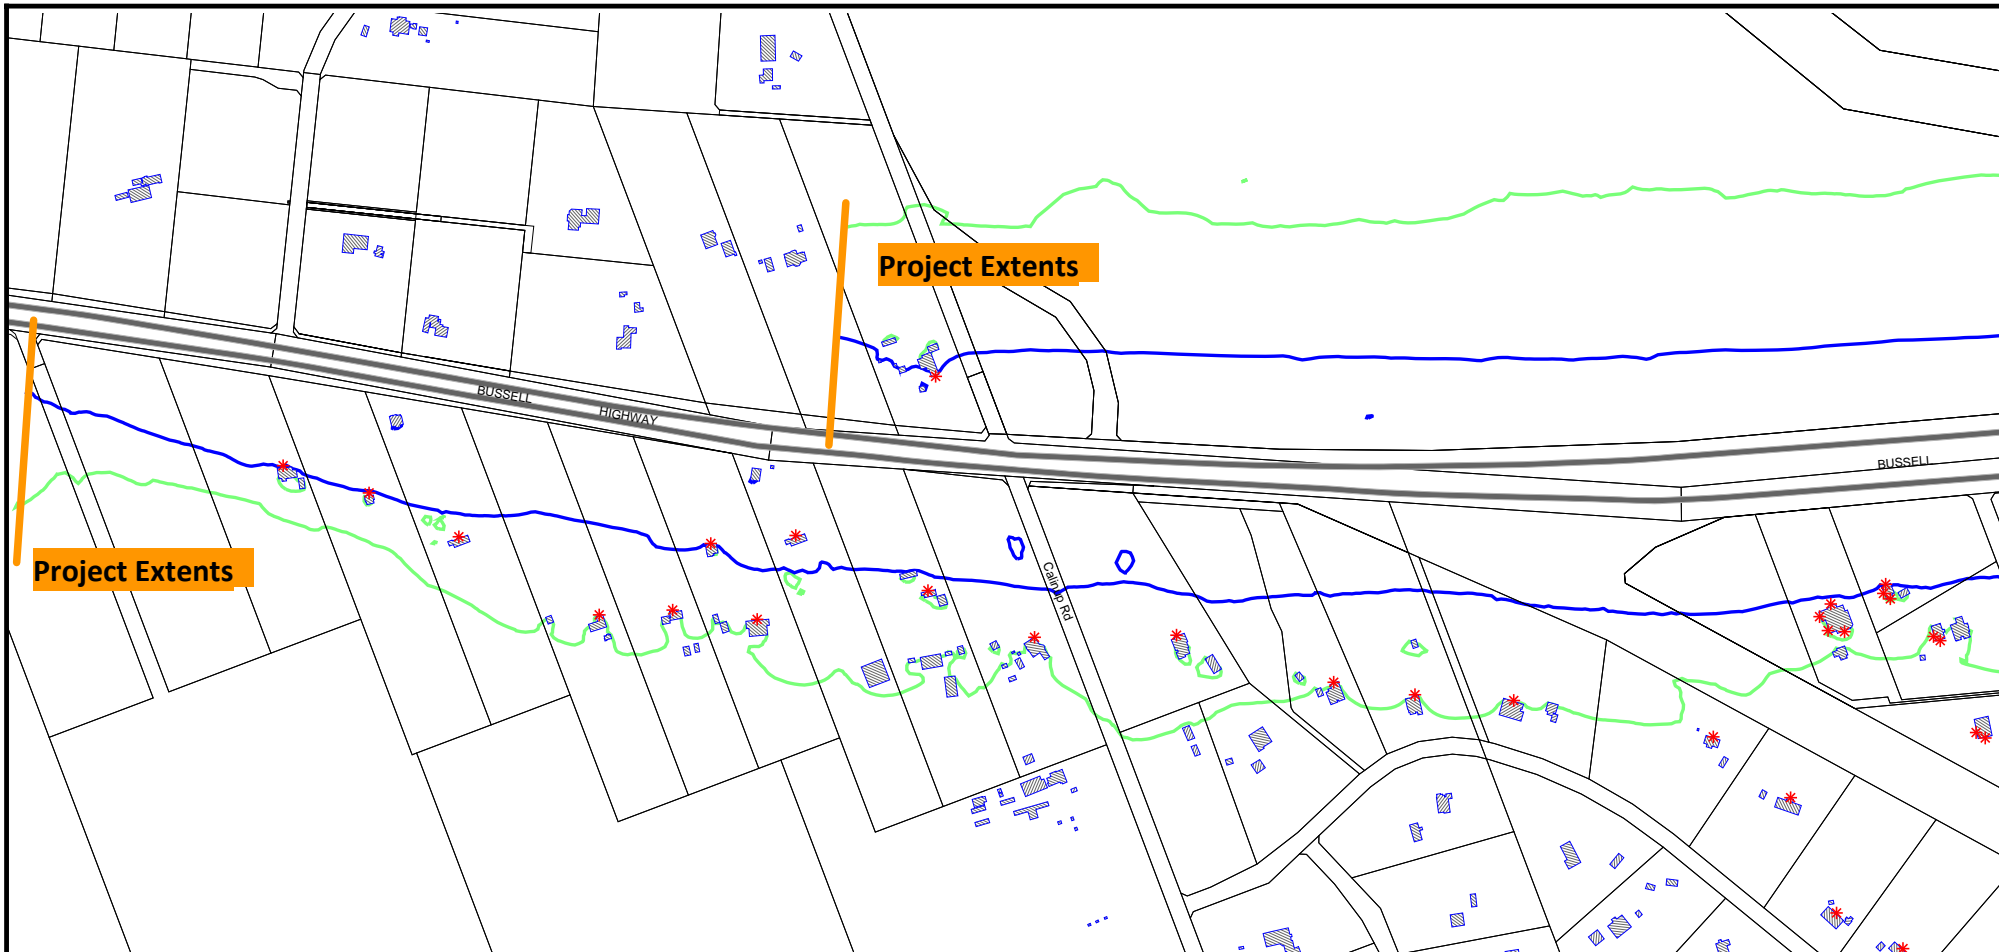 Project Extents
BUSSELL
HIGHWAY
BUSSELL
Project Extents
Calinup Rd